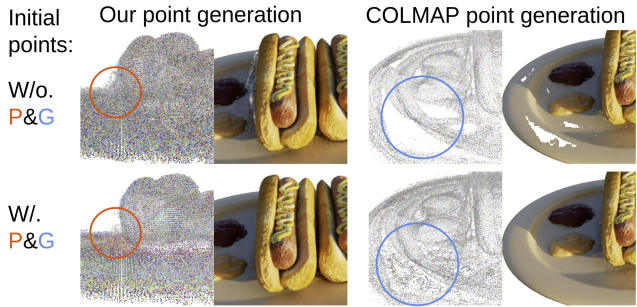 Initial
points:
Our point generation
COLMAP point generation
W/o.
P&G
W/.
P&G